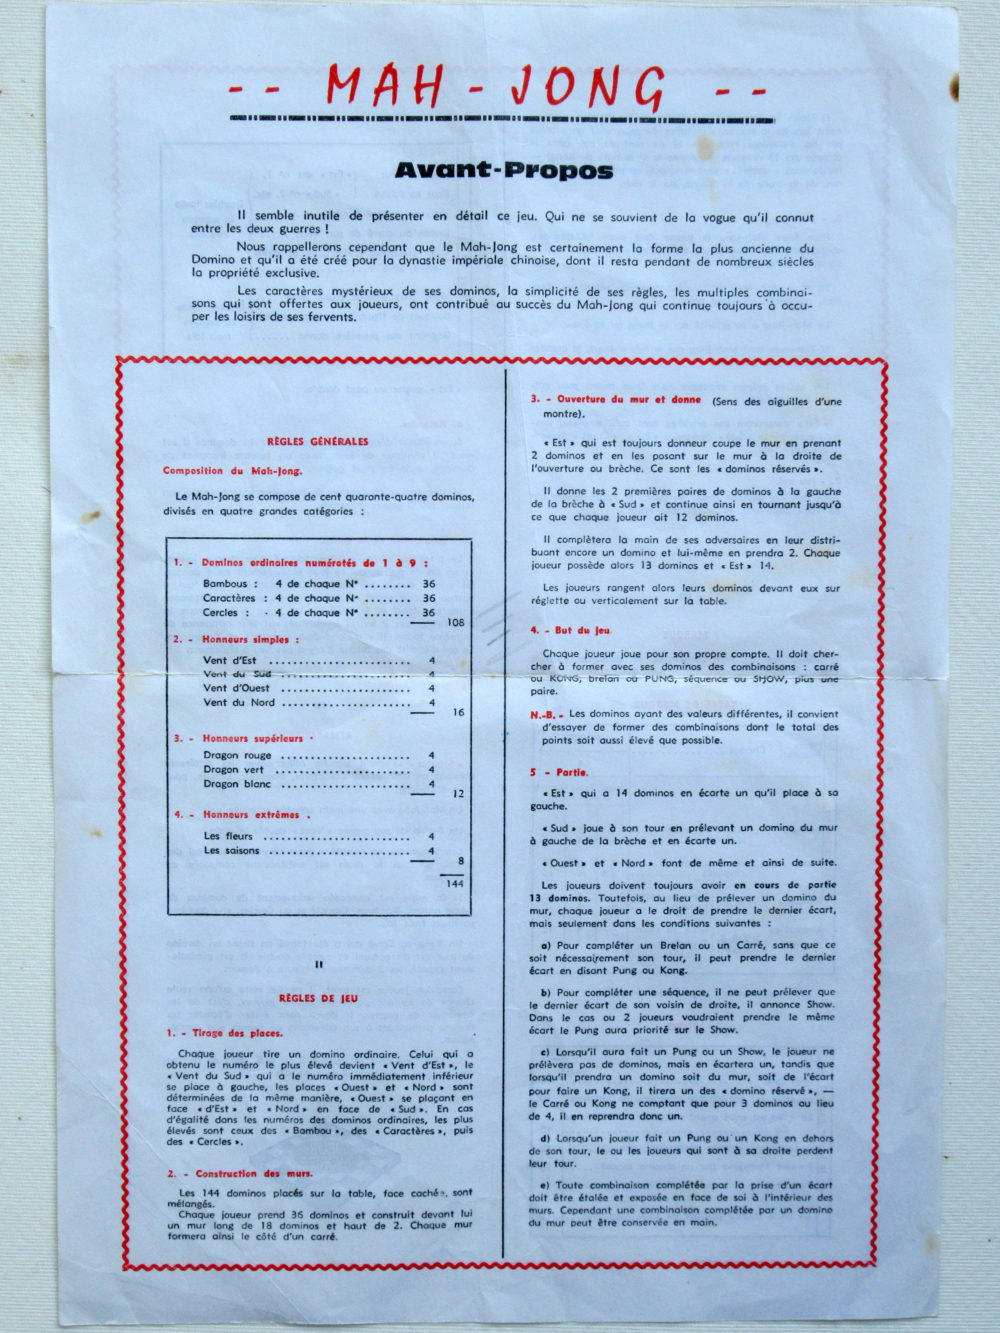 -- MAH - JONG --
Avant-Propos
Il semble inutile de présenter en détail ce jeu. Qui ne se souvient de la vogue qu'il connut
entre les deux guerres !
Nous rappellerons cependant que le Mah-Jong est certainement la forme la plus ancienne du
Domino et qu'il a été créé pour la dynastie impériale chinoise, dont il resta pendant de nombreux siècles
la propriété exclusive.
Les caractères mystérieux de ses dominos, la simplicité de ses règles, les multiples combinai-
sons qui sont offertes aux joueurs, ont contribué au succès du Mah-Jong qui continue toujours à occu-
per les loisirs de ses fervents.
RÈGLES GÉNÉRALES
Composition du Mah-Jong.
Le Mah-Jong se compose de cent quarante-quatre dominos,
divisés en quatre grandes catégories :
1. - Dominos ordinaires numérotés de 1 à 9 :
Bambous : 4 de chaque N° ........ 36
Caractères : 4 de chaque N° ........ 36
Cercles : 4 de chaque N° ........ 36
108
2. - Honneurs simples :
Vent d'Est ........................ 4
Vent du Sud ........................ 4
Vent d'Ouest ...................... 4
Vent du Nord ...................... 4
16
3. - Honneurs supérieurs
Dragon rouge ...................... 4
Dragon vert ....................... 4
Dragon blanc ...................... 4
12
4. - Honneurs extrêmes .
Les fleurs ......................... 4
Les saisons ........................ 4
8
144
II
RÈGLES DE JEU
1. - Tirage des places.
Chaque joueur tire un domino ordinaire. Celui qui a
obtenu le numéro le plus élevé devient « Vent d'Est », le
« Vent du Sud » qui a le numéro immédiatement inférieur
se place à gauche, les places « Ouest » et « Nord » sont
déterminées de la même manière, « Ouest » se plaçant en
face « d'Est » et « Nord » en face de « Sud ». En cas
d'égalité dans les numéros des dominos ordinaires, les plus
élevés sont ceux des « Bambou », des « Caractères », puis
des « Cercles ».
2. - Construction des murs.
Les 144 dominos placés sur la table, face cachée, sont
mélangés.
Chaque joueur prend 36 dominos et construit devant lui
un mur long de 18 dominos et haut de 2. Chaque mur
formera ainsi le côté d'un carré.
3. - Ouverture du mur et donne (Sens des aiguilles d'une
montre).
« Est » qui est toujours donneur coupe le mur en prenant
2 dominos et en les posant sur le mur à la droite de
l'ouverture ou brèche. Ce sont les « dominos réservés ».
Il donne les 2 premières paires de dominos à la gauche
de la brèche à « Sud » et continue ainsi en tournant jusqu'à
ce que chaque joueur ait 12 dominos.
Il complètera la main de ses adversaires en leur distri-
buant encore un domino et lui-même en prendra 2. Chaque
joueur possède alors 13 dominos et « Est » 14.
Les joueurs rangent alors leurs dominos devant eux sur
réglette ou verticalement sur la table.
4. - But du jeu.
Chaque joueur joue pour son propre compte. Il doit cher-
cher à former avec ses dominos des combinaisons : carré
ou KONG, brelan ou PUNG, séquence ou SHOW, plus une
paire.
N.-B. - Les dominos ayant des valeurs différentes, il convient
d'essayer de former des combinaisons dont le total des
points soit aussi élevé que possible.
5 - Partie.
« Est » qui a 14 dominos en écarte un qu'il place à sa
gauche.
« Sud » joue à son tour en prélevant un domino du mur
à gauche de la brèche et en écarte un.
« Ouest » et « Nord » font de même et ainsi de suite.
Les joueurs doivent toujours avoir en cours de partie
13 dominos. Toutefois, au lieu de prélever un domino du
mur, chaque joueur a le droit de prendre le dernier écart,
mais seulement dans les conditions suivantes :
a) Pour compléter un Brelan ou un Carré, sans que ce
soit nécessairement son tour, il peut prendre le dernier
écart en disant Pung ou Kong.
b) Pour compléter une séquence, il ne peut prélever que
le dernier écart de son voisin de droite, il annonce Show.
Dans le cas ou 2 joueurs voudraient prendre le même
écart le Pung aura priorité sur le Show.
c) Lorsqu'il aura fait un Pung ou un Show, le joueur ne
prélèvera pas de dominos, mais en écartera un, tandis que
lorsqu'il prendra un domino soit du mur, soit de l'écart
pour faire un Kong, il tirera un des « domino réservé », —
le Carré ou Kong ne comptant que pour 3 dominos au lieu
de 4, il en reprendra donc un.
d) Lorsqu'un joueur fait un Pung ou un Kong en dehors
de son tour, le ou les joueurs qui sont à sa droite perdent
leur tour.
e) Toute combinaison complétée par la prise d'un écart
doit être étalée et exposée en face de soi à l'intérieur des
murs. Cependant une combinaison complétée par un domino
du mur peut être conservée en main.